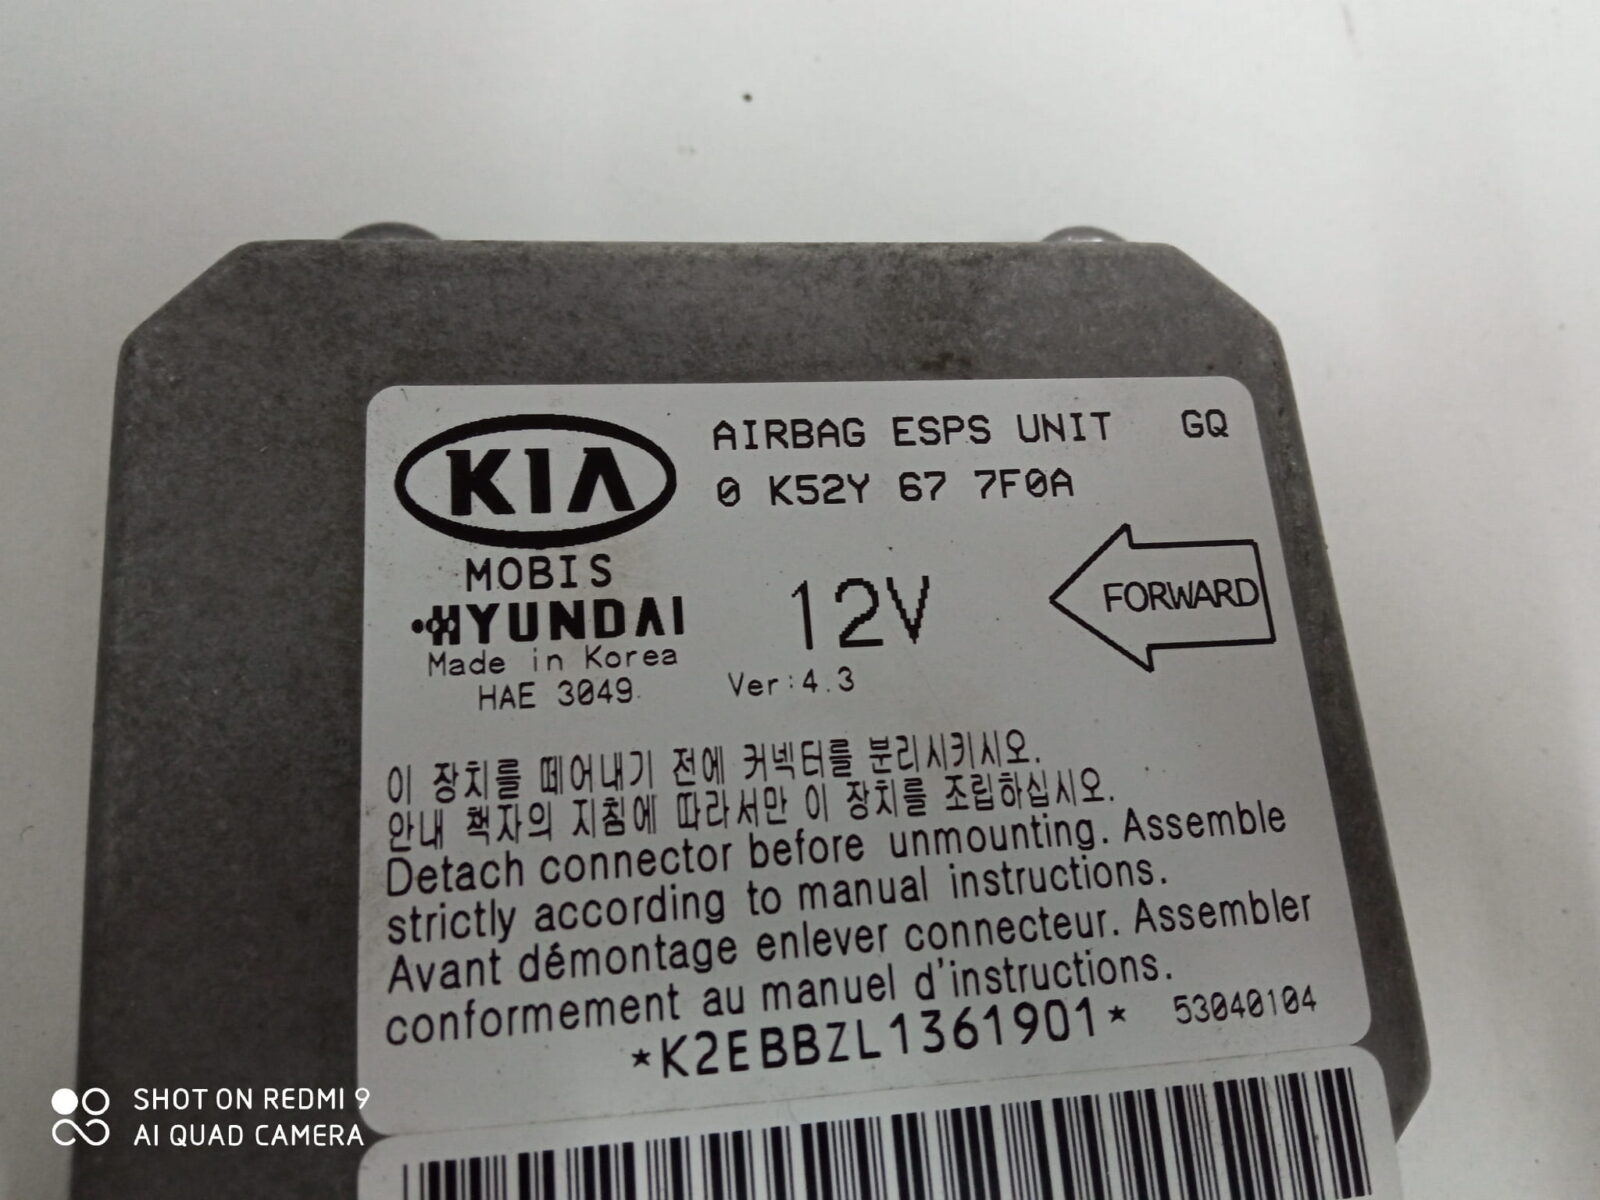 KIA
AIRBAG ESPS UNIT GQ
0 K52Y 67 7F0A
MOBIS
HYUNDAI
Made in Korea
HAE 3049
12V
Ver:4.3
FORWARD
이 장치를 떼어내기 전에 커넥터를 분리시키시오.
안내 책자의 지침에 따라서만 이 장치를 조립하십시오.
Detach connector before unmounting. Assemble
strictly according to manual instructions.
Avant démontage enlever connecteur. Assembler
conformement au manuel d'instructions.
*K2EBBZL1361901* 53040104
SHOT ON REDMI 9
AI QUAD CAMERA